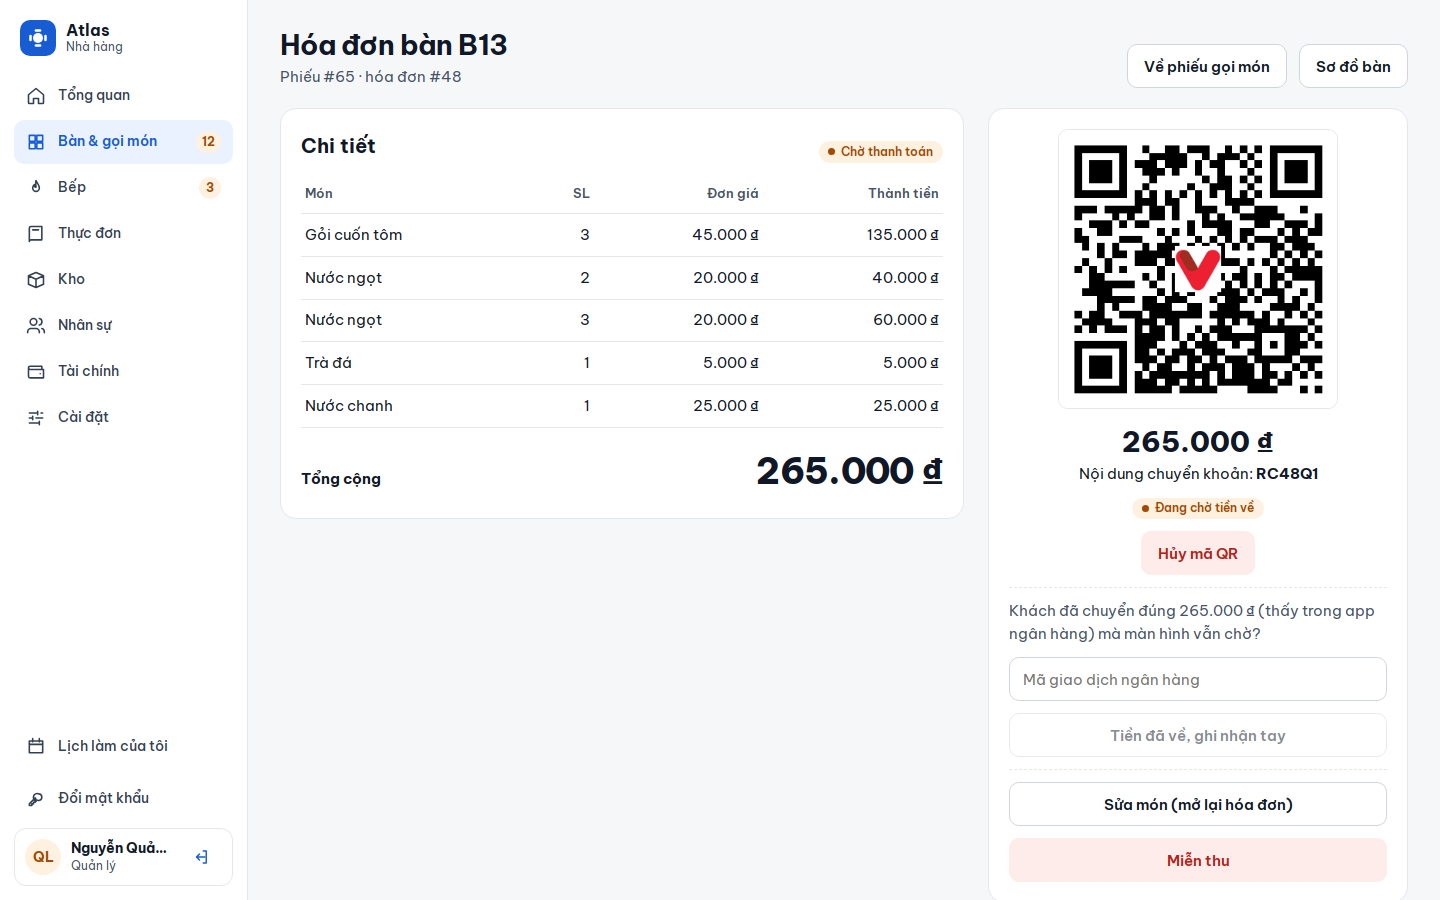 Atlas
Nhà hàng
Tổng quan
Bàn & gọi món 12
Bếp 3
Thực đơn
Kho
Nhân sự
Tài chính
Cài đặt
Lịch làm của tôi
Đổi mật khẩu
QL Nguyễn Quả...
Quản lý
Hóa đơn bàn B13
Phiếu #65 · hóa đơn #48
Về phiếu gọi món
Sơ đồ bàn
Chi tiết
Chờ thanh toán
Món SL Đơn giá Thành tiền
Gỏi cuốn tôm 3 45.000 ₫ 135.000 ₫
Nước ngọt 2 20.000 ₫ 40.000 ₫
Nước ngọt 3 20.000 ₫ 60.000 ₫
Trà đá 1 5.000 ₫ 5.000 ₫
Nước chanh 1 25.000 ₫ 25.000 ₫
Tổng cộng 265.000 ₫
265.000 ₫
Nội dung chuyển khoản: RC48Q1
Đang chờ tiền về
Hủy mã QR
Khách đã chuyển đúng 265.000 ₫ (thấy trong app
ngân hàng) mà màn hình vẫn chờ?
Mã giao dịch ngân hàng
Tiền đã về, ghi nhận tay
Sửa món (mở lại hóa đơn)
Miễn thu